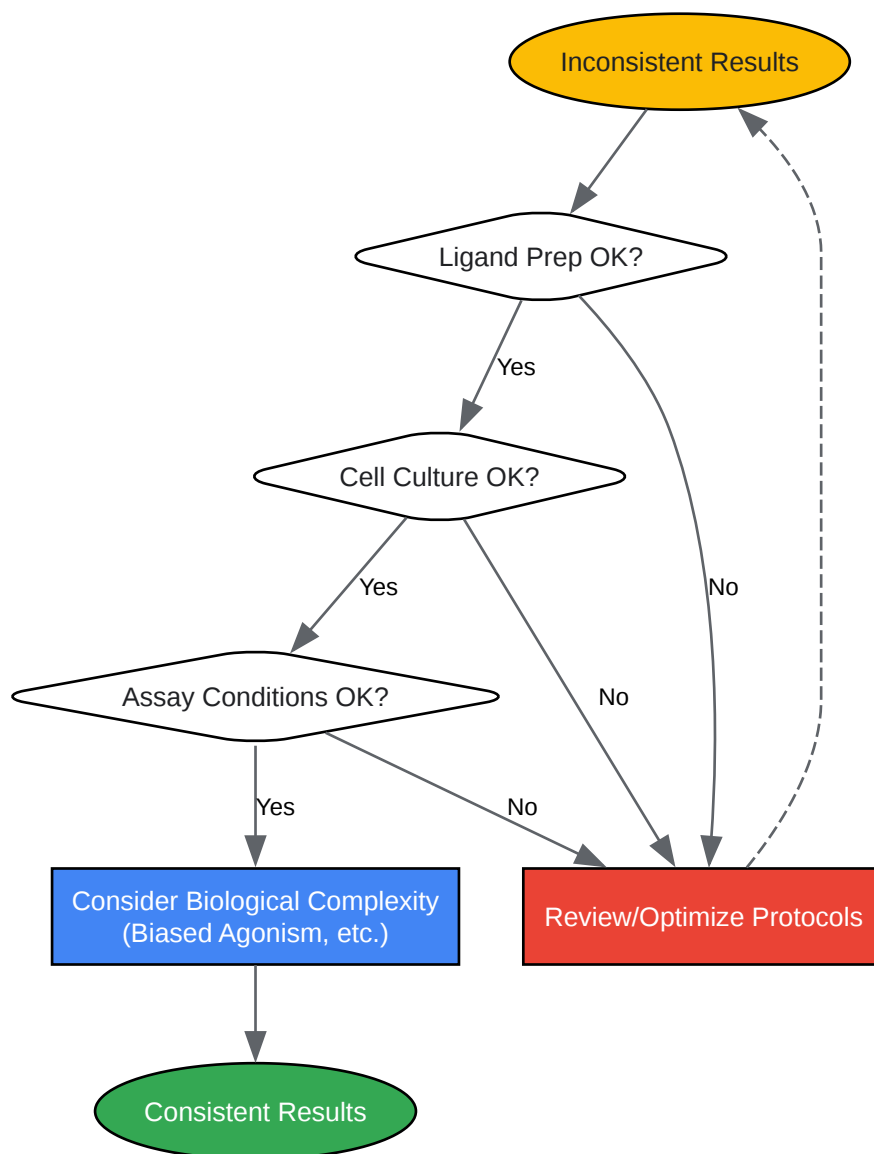 Inconsistent Results
Ligand Prep OK?
Yes
Cell Culture OK?
Yes
No
No
Assay Conditions OK?
Yes
No
Consider Biological Complexity
(Biased Agonism, etc.)
Review/Optimize Protocols
Consistent Results